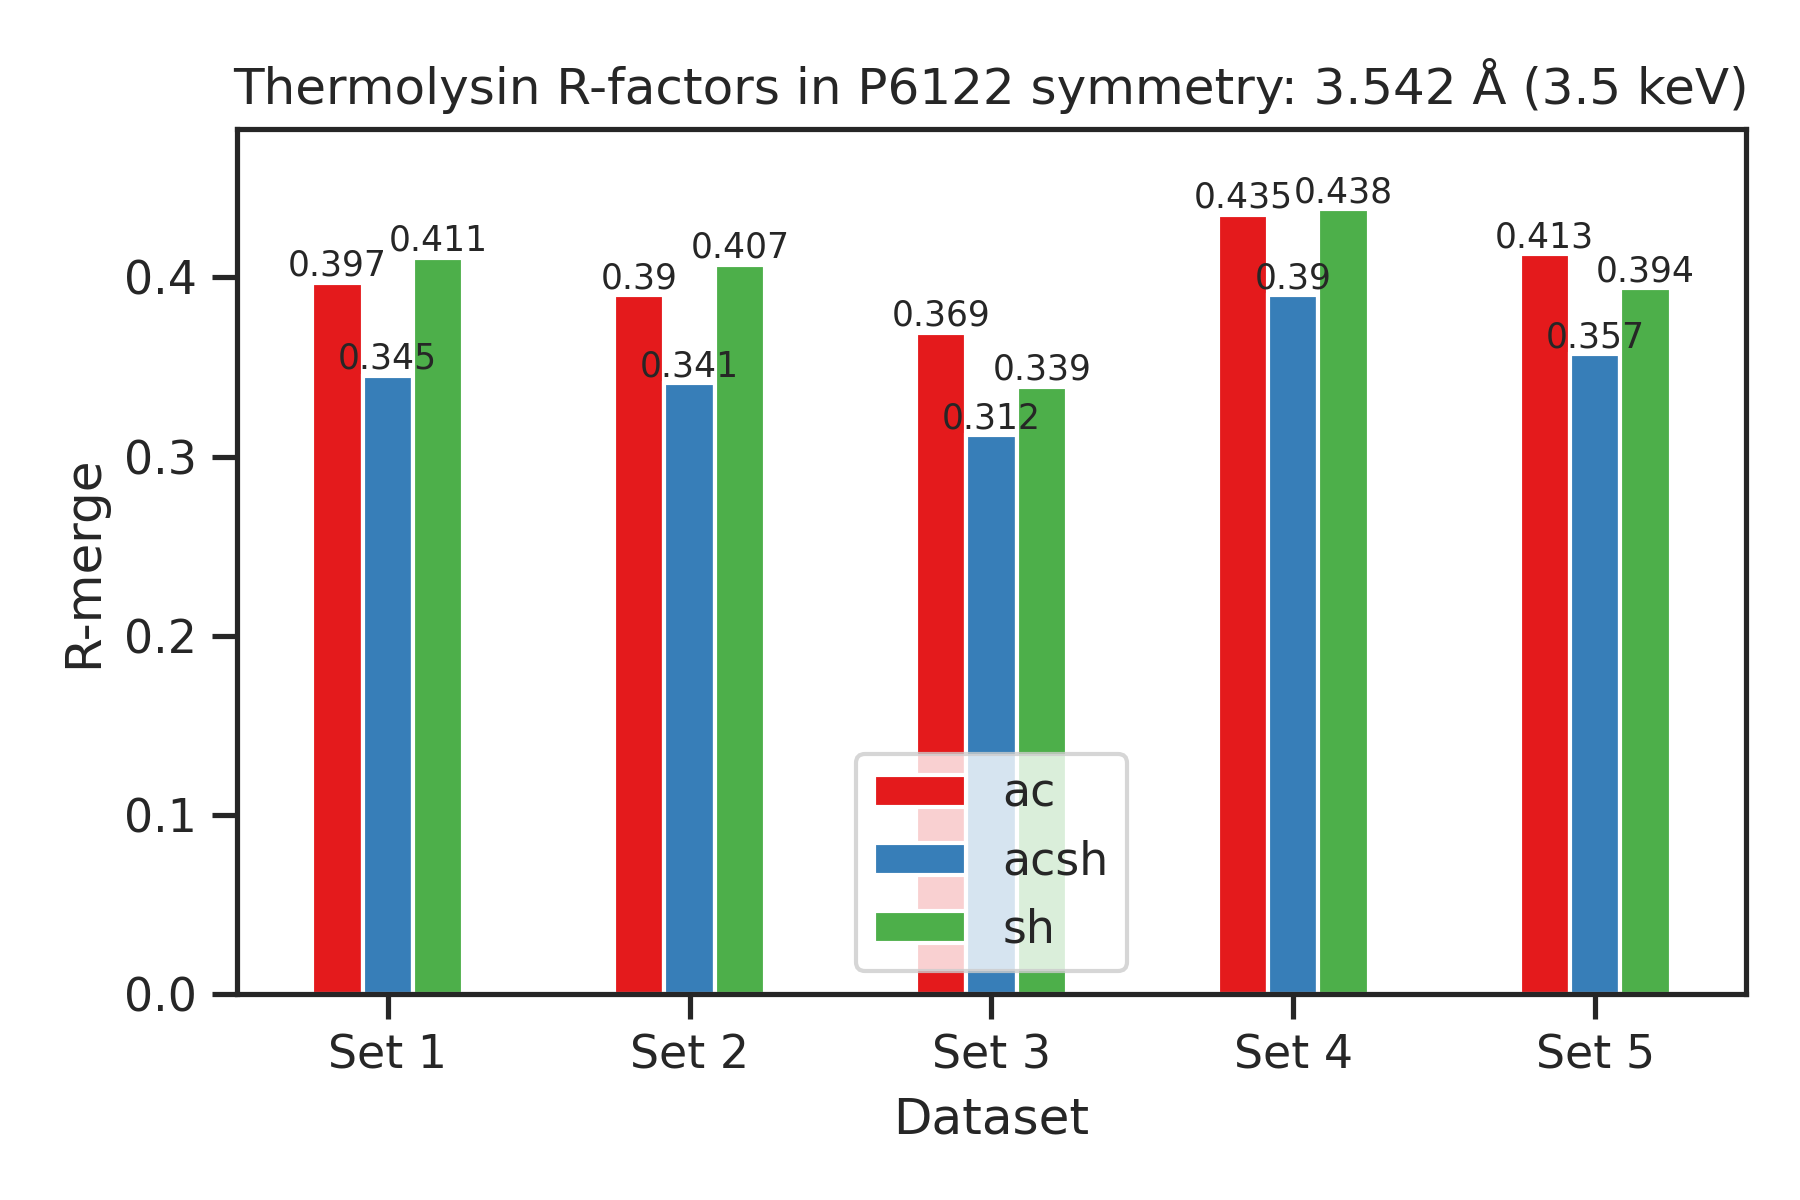 Thermolysin R-factors in P6122 symmetry: 3.542 Å (3.5 keV)
R-merge
0.4
0.3
0.2
0.1
0.0
0.397
0.345
0.411
0.39
0.341
0.407
0.369
0.312
0.339
0.435
0.39
0.438
0.413
0.357
0.394
ac
acsh
sh
Set 1
Set 2
Set 3
Set 4
Set 5
Dataset